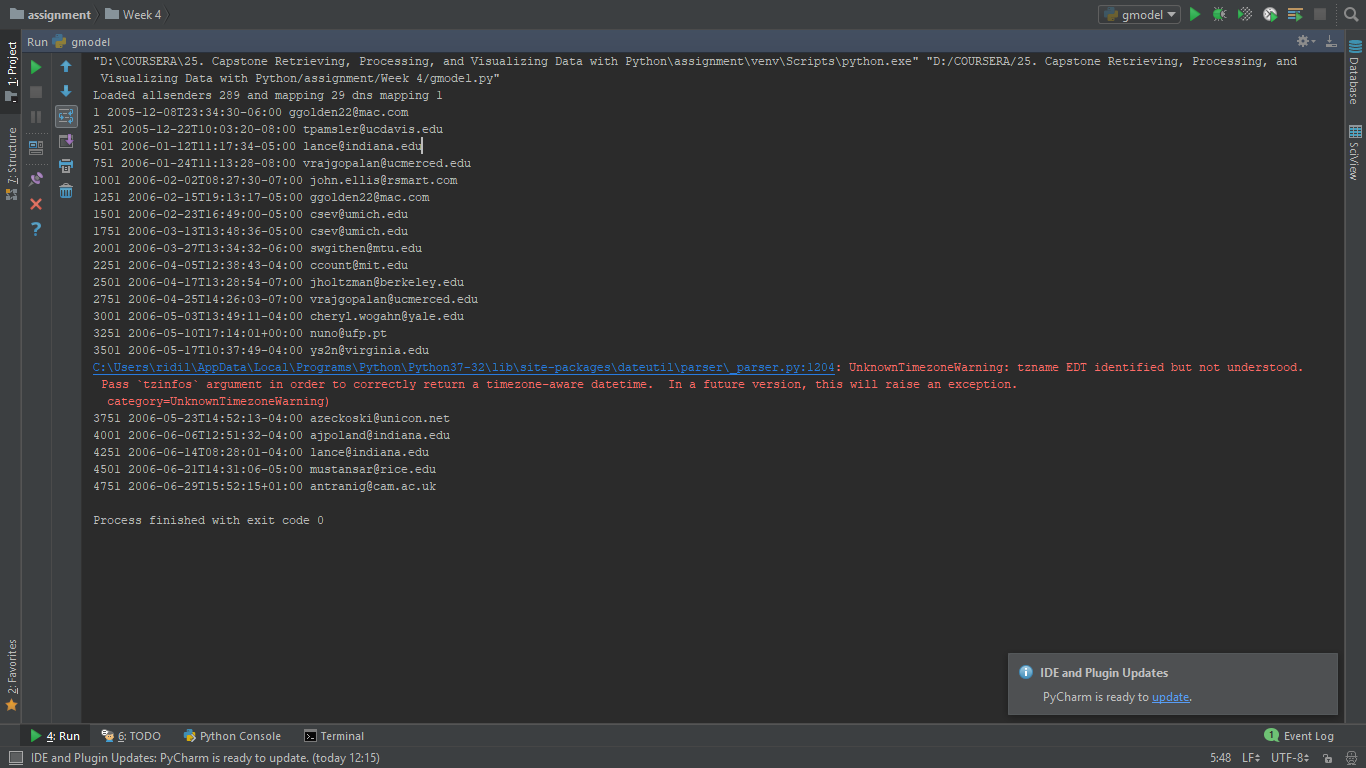 assignment Week 4
gmodel
Run gmodel
1: Project
7: Structure
2: Favorites
"D:\COURSERA\25. Capstone Retrieving, Processing, and Visualizing Data with Python\assignment\venv\Scripts\python.exe" "D:/COURSERA/25. Capstone Retrieving, Processing, and
Visualizing Data with Python/assignment/Week 4/gmodel.py"
Loaded allsenders 289 and mapping 29 dns mapping 1
1 2005-12-08T23:34:30-06:00 ggolden22@mac.com
251 2005-12-22T10:03:20-08:00 tpamsler@ucdavis.edu
501 2006-01-12T11:17:34-05:00 lance@indiana.edu
751 2006-01-24T11:13:28-08:00 vrajgopalan@ucmerced.edu
1001 2006-02-02T08:27:30-07:00 john.ellis@rsmart.com
1251 2006-02-15T19:13:17-05:00 ggolden22@mac.com
1501 2006-02-23T16:49:00-05:00 csev@umich.edu
1751 2006-03-13T13:48:36-05:00 csev@umich.edu
2001 2006-03-27T13:34:32-06:00 swgithen@mtu.edu
2251 2006-04-05T12:38:43-04:00 ccount@mit.edu
2501 2006-04-17T13:28:54-07:00 jholtzman@berkeley.edu
2751 2006-04-25T14:26:03-07:00 vrajgopalan@ucmerced.edu
3001 2006-05-03T13:49:11-04:00 cheryl.wogahn@yale.edu
3251 2006-05-10T17:14:01+00:00 nuno@ufp.pt
3501 2006-05-17T10:37:49-04:00 ys2n@virginia.edu
C:\Users\ridil\AppData\Local\Programs\Python\Python37-32\lib\site-packages\dateutil\parser\_parser.py:1204: UnknownTimezoneWarning: tzname EDT identified but not understood.
Pass `tzinfos` argument in order to correctly return a timezone-aware datetime.  In a future version, this will raise an exception.
category=UnknownTimezoneWarning)
3751 2006-05-23T14:52:13-04:00 azeckoski@unicon.net
4001 2006-06-06T12:51:32-04:00 ajpoland@indiana.edu
4251 2006-06-14T08:28:01-04:00 lance@indiana.edu
4501 2006-06-21T14:31:06-05:00 mustansar@rice.edu
4751 2006-06-29T15:52:15+01:00 antranig@cam.ac.uk
Process finished with exit code 0
Database
SciView
IDE and Plugin Updates
PyCharm is ready to update.
4: Run 6: TODO Python Console Terminal 1 Event Log
IDE and Plugin Updates: PyCharm is ready to update. (today 12:15) 5:48 LF UTF-8